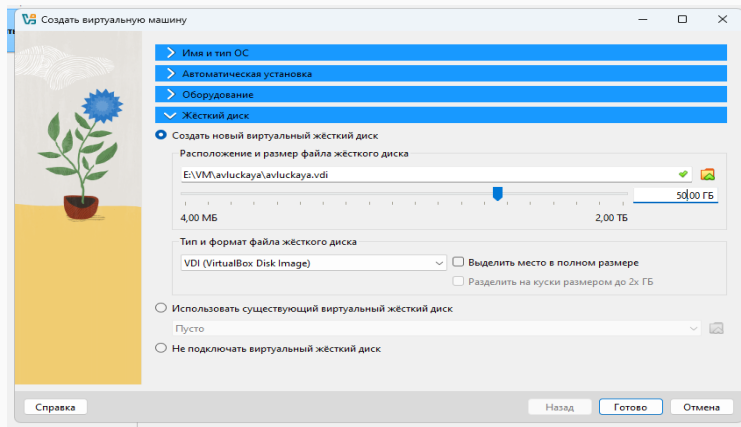 Создать виртуальную машину
Имя и тип ОС
Автоматическая установка
Оборудование
Жёсткий диск
Создать новый виртуальный жёсткий диск
Расположение и размер файла жёсткого диска
E:\VM\avluckaya\avluckaya.vdi
50,00 ГБ
4,00 МБ 2,00 ТБ
Тип и формат файла жёсткого диска
VDI (VirtualBox Disk Image) Выделить место в полном размере
Разделить на куски размером до 2х ГБ
Использовать существующий виртуальный жёсткий диск
Пусто
Не подключать виртуальный жёсткий диск
Справка Назад Готово Отмена